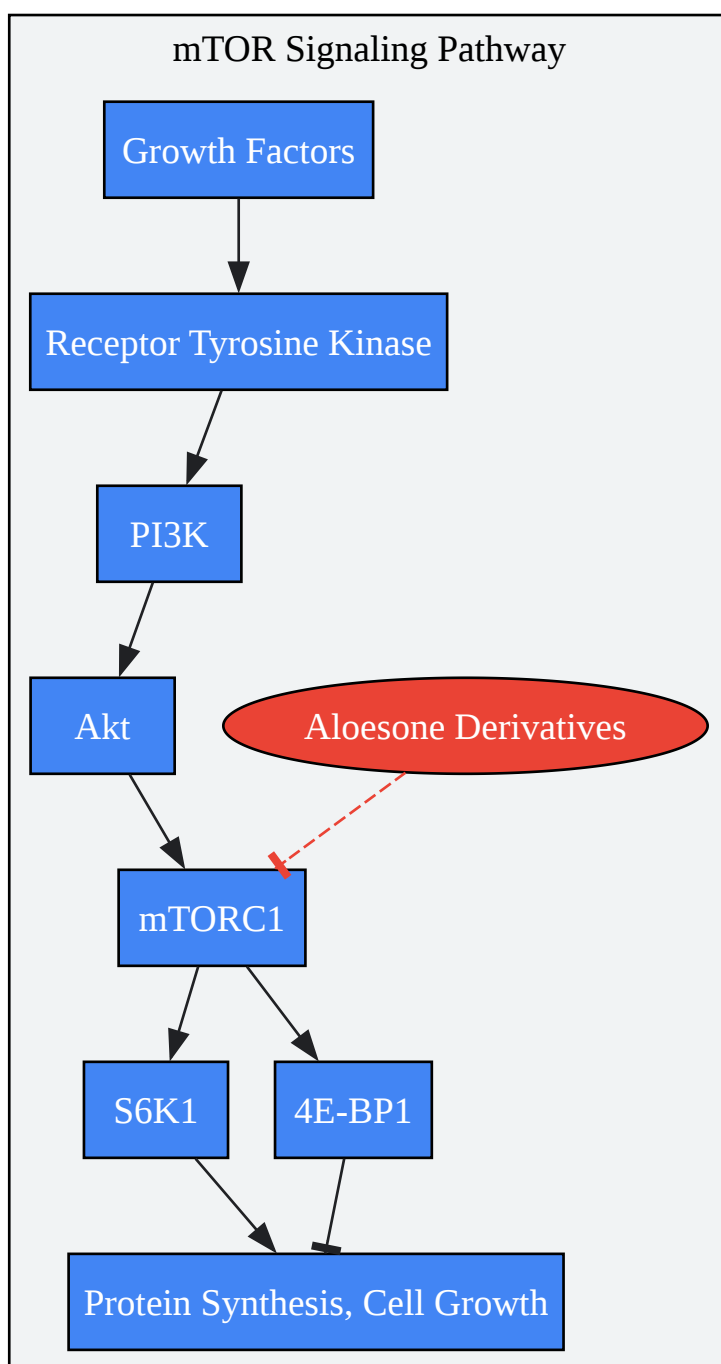 mTOR Signaling Pathway
Growth Factors
Receptor Tyrosine Kinase
PI3K
Akt
Aloesone Derivatives
mTORC1
S6K1
4E-BP1
Protein Synthesis, Cell Growth